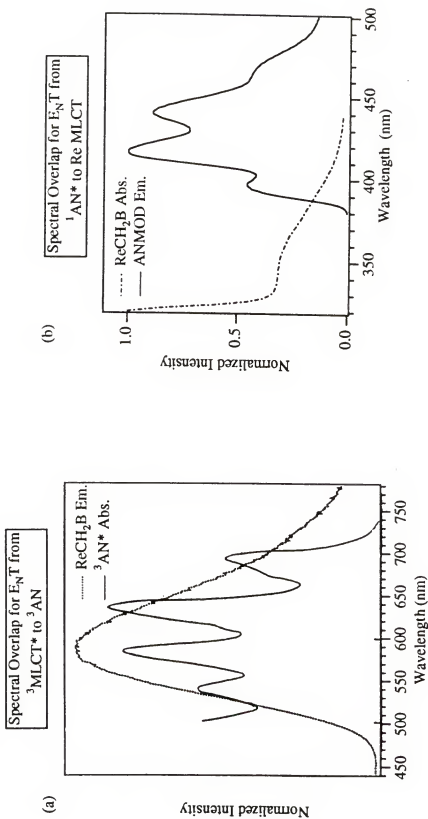 (a)
Spectral Overlap for E_NT from
³MLCT* to ³AN
ReCH₂B Em.
³AN* Abs.
Normalized Intensity
450 500 550 600 650 700 750
Wavelength (nm)
(b)
Spectral Overlap for E_NT from
¹AN* to Re MLCT
ReCH₂B Abs.
ANMOD Em.
1.0
0.5
0.0
Normalized Intensity
350 400 450 500
Wavelength (nm)